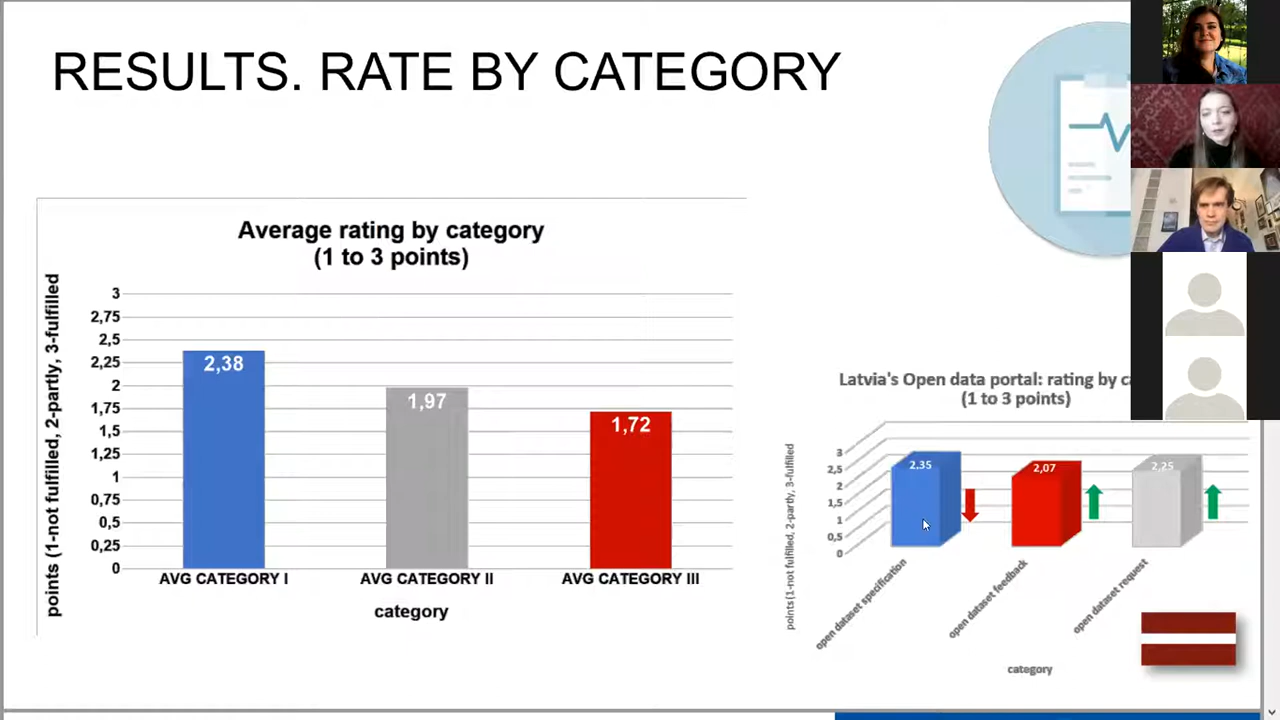 RESULTS. RATE BY CATEGORY
Average rating by category
(1 to 3 points)
points (1-not fulfilled, 2-partly, 3-fulfilled
3
2,75
2,5
2,25
2
1,75
1,5
1,25
1
0,75
0,5
0,25
0
2,38
1,97
1,72
AVG CATEGORY I
AVG CATEGORY II
AVG CATEGORY III
category
Latvia's Open data portal: rating by
(1 to 3 points)
points (1-not fulfilled, 2-partly, 3-fulfilled
3
2,5
2
1,5
1
0,5
0
2.35
2,07
2,25
open dataset specification
open dataset feedback
open dataset request
category